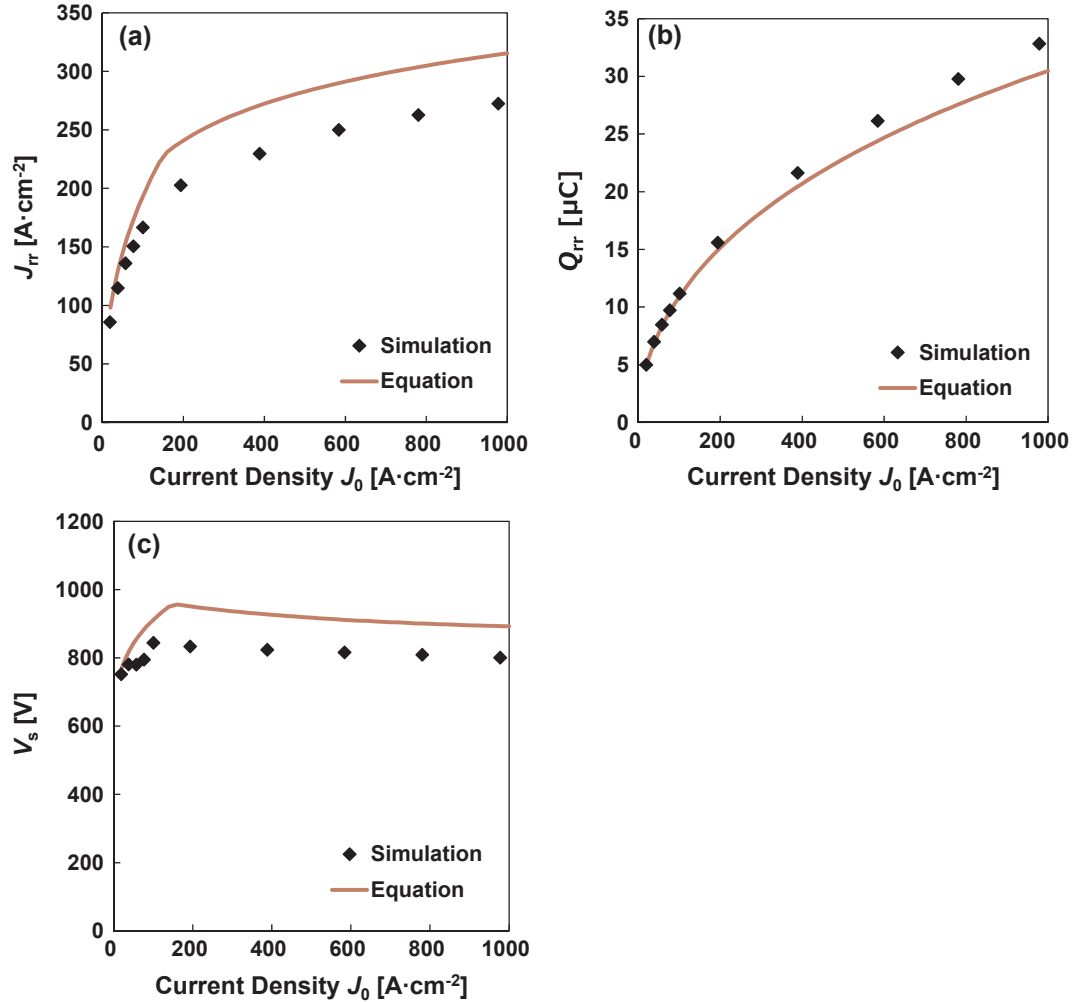 (a)
350
300
250
200
150
100
50
0
J_rr [A·cm⁻²]
Simulation
Equation
0 200 400 600 800 1000
Current Density J₀ [A·cm⁻²]
(b)
35
30
25
20
15
10
5
0
Q_rr [µC]
Simulation
Equation
0 200 400 600 800 1000
Current Density J₀ [A·cm⁻²]
(c)
1200
1000
800
600
400
200
0
V_s [V]
Simulation
Equation
0 200 400 600 800 1000
Current Density J₀ [A·cm⁻²]